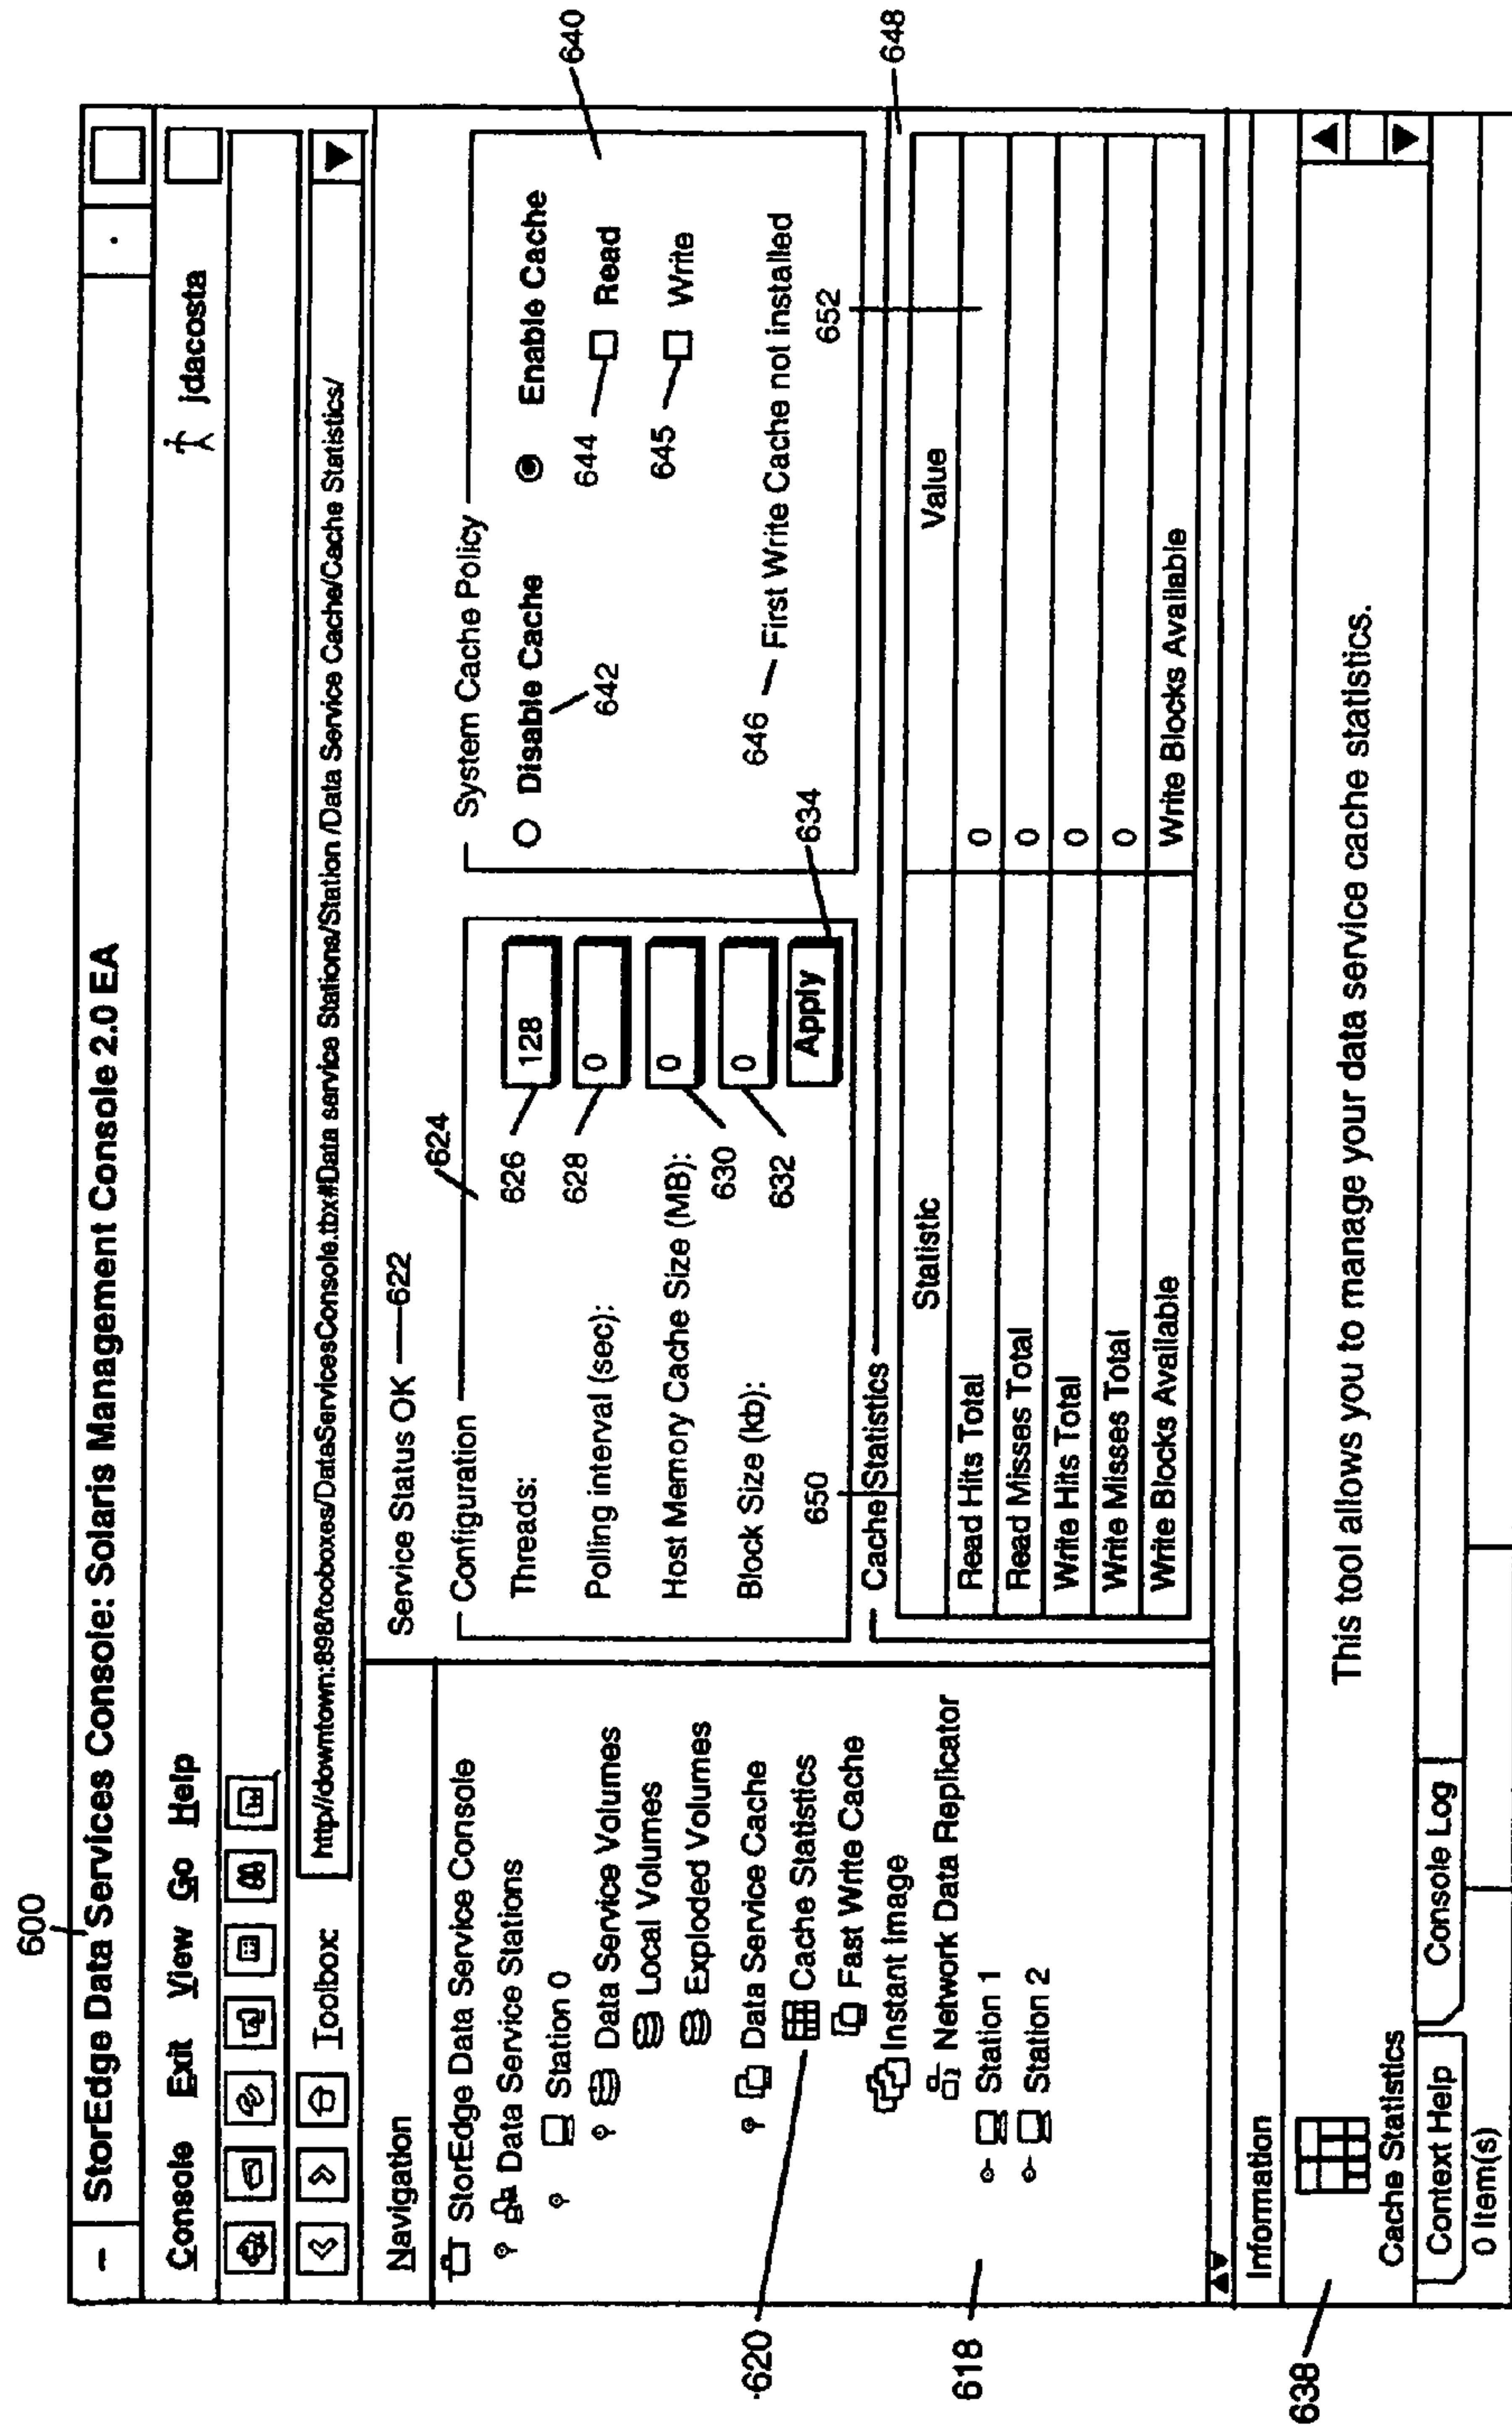 600
StorEdge Data Services Console: Solaris Management Console 2.0 EA
Console Exit View Go Help
jdacosta
Toolbox:
http//downtown:898/tooboxes/DataServicesConsole.tbx#Data service Stations/Station /Data Service Cache/Cache Statistics/
Navigation
StorEdge Data Service Console
Data Service Stations
Station 0
Data Service Volumes
Local Volumes
Exploded Volumes
Data Service Cache
Cache Statistics
Fast Write Cache
Instant Image
Network Data Replicator
Station 1
Station 2
620
618
Service Status OK 622
Configuration
624
Threads:
626
128
Polling interval (sec):
628
0
Host Memory Cache Size (MB):
630
0
Block Size (kb):
632
0
Apply
634
System Cache Policy
640
Disable Cache
642
Enable Cache
644
Read
645
Write
646
First Write Cache not installed
Cache Statistics
648
650
652
Statistic Value
Read Hits Total 0
Read Misses Total 0
Write Hits Total 0
Write Misses Total 0
Write Blocks Available Write Blocks Available
Information
638
Cache Statistics
This tool allows you to manage your data service cache statistics.
Context Help Console Log
0 Item(s)